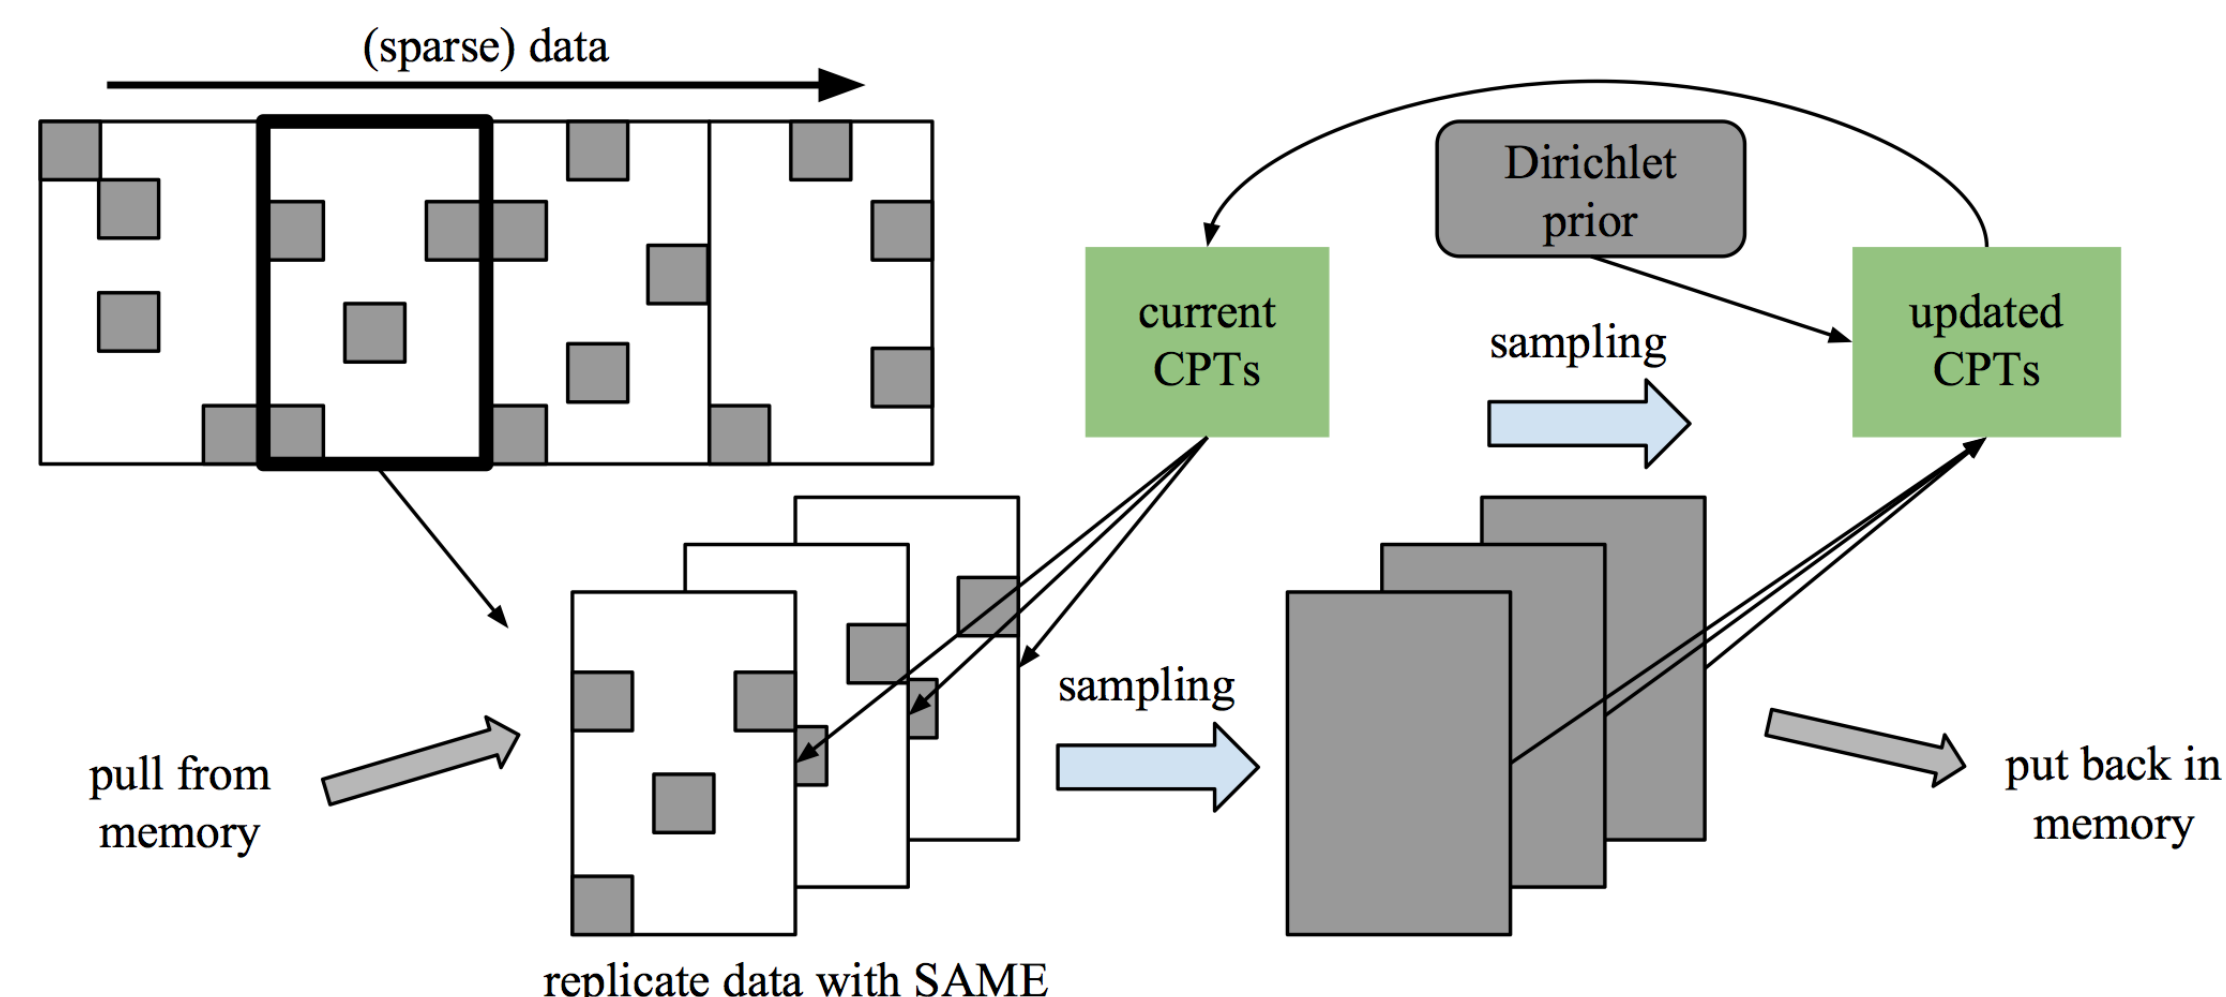 (sparse) data
Dirichlet
prior
current
CPTs
sampling
updated
CPTs
sampling
pull from
memory
put back in
memory
replicate data with SAME